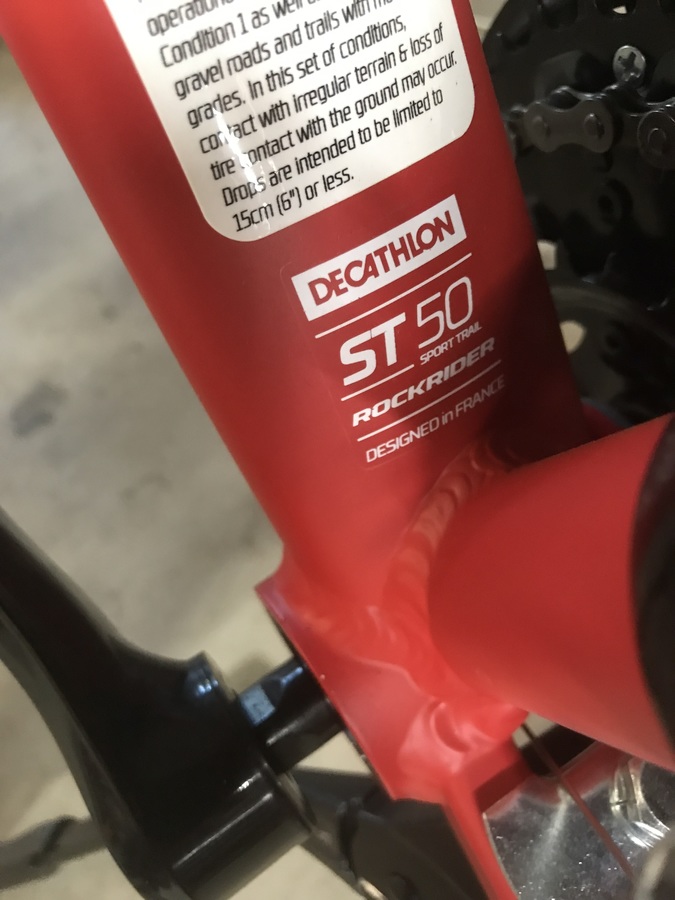 operation
Condition 1 as well
gravel roads and trails with
grades. In this set of conditions,
contact with irregular terrain & loss of
tire contact with the ground may occur.
Drops are intended to be limited to
15cm (6") or less.
DECATHLON
ST 50
SPORT TRAIL
ROCKRIDER
DESIGNED in FRANCE